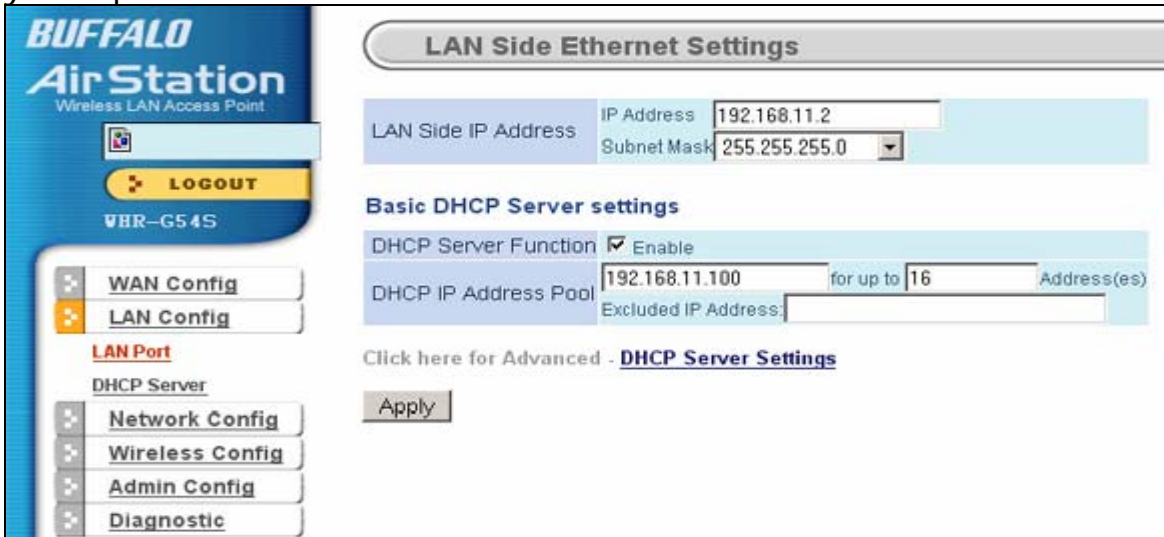 BUFFALO
AirStation
Wireless LAN Access Point
LOGOUT
WHR-G54S
WAN Config
LAN Config
LAN Port
DHCP Server
Network Config
Wireless Config
Admin Config
Diagnostic
LAN Side Ethernet Settings
LAN Side IP Address
IP Address 192.168.11.2
Subnet Mask 255.255.255.0
Basic DHCP Server settings
DHCP Server Function Enable
DHCP IP Address Pool
192.168.11.100 for up to 16 Address(es)
Excluded IP Address:
Click here for Advanced - DHCP Server Settings
Apply